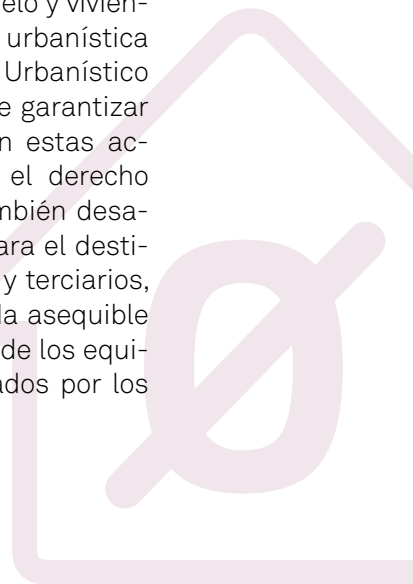 elo y vivien-
urbanística
Urbanístico
e garantizar
n estas ac-
el derecho
mbién desa-
ara el desti-
y terciarios,
da asequible
de los equi-
ados por los